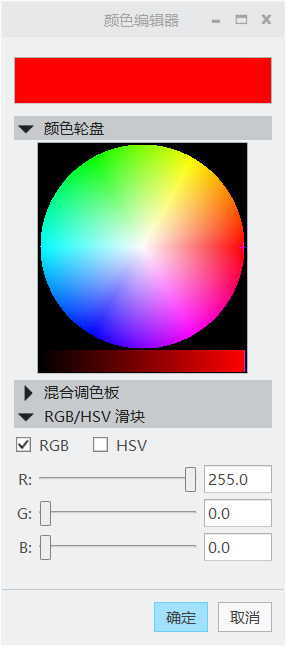 颜色编辑器
颜色轮盘
混合调色板
RGB/HSV 滑块
RGB HSV
R: 255.0
G: 0.0
B: 0.0
确定 取消